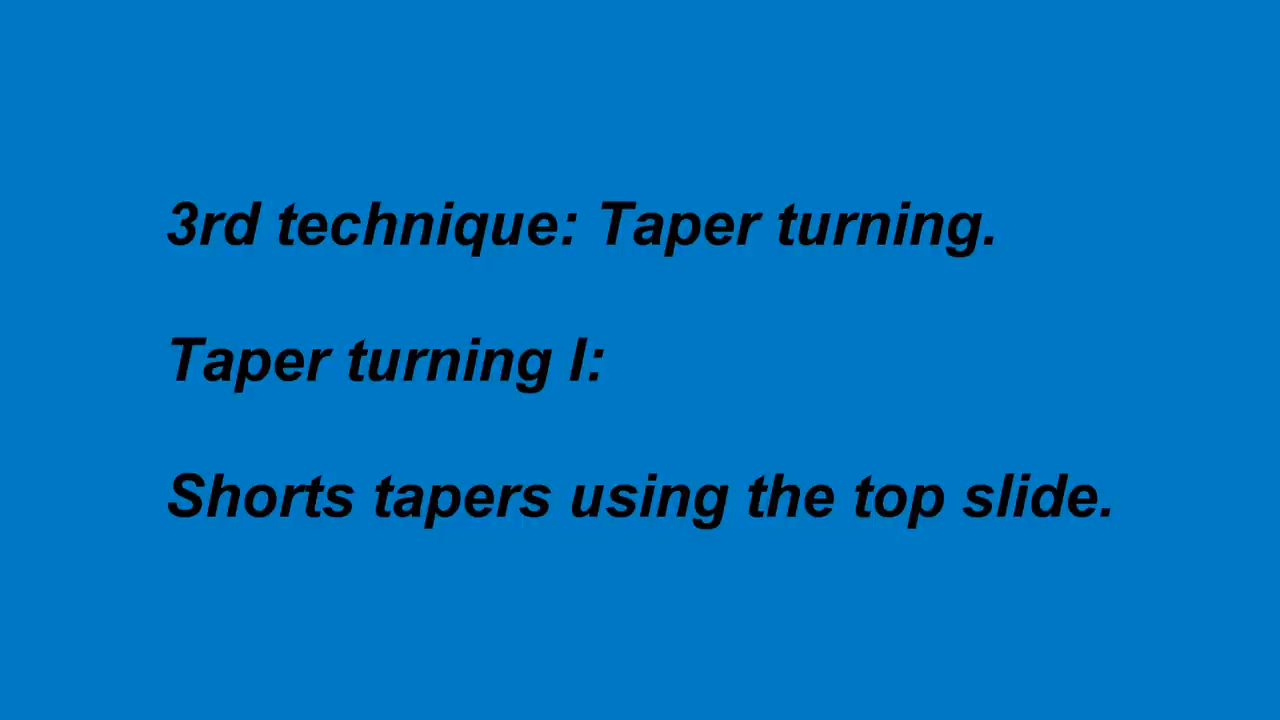 3rd technique: Taper turning.
Taper turning I:
Shorts tapers using the top slide.